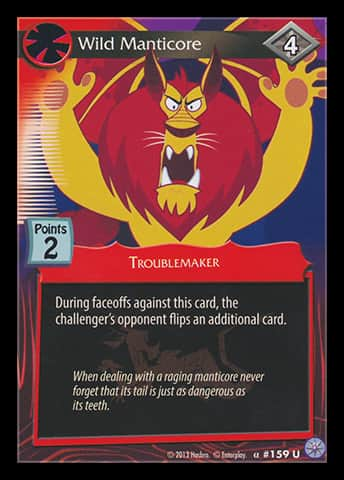 Wild Manticore
4
Points
2
TROUBLEMAKER
During faceoffs against this card, the
challenger's opponent flips an additional card.
When dealing with a raging manticore never
forget that its tail is just as dangerous as
its teeth.
© 2013 Hasbro. © Enterplay. #159 U